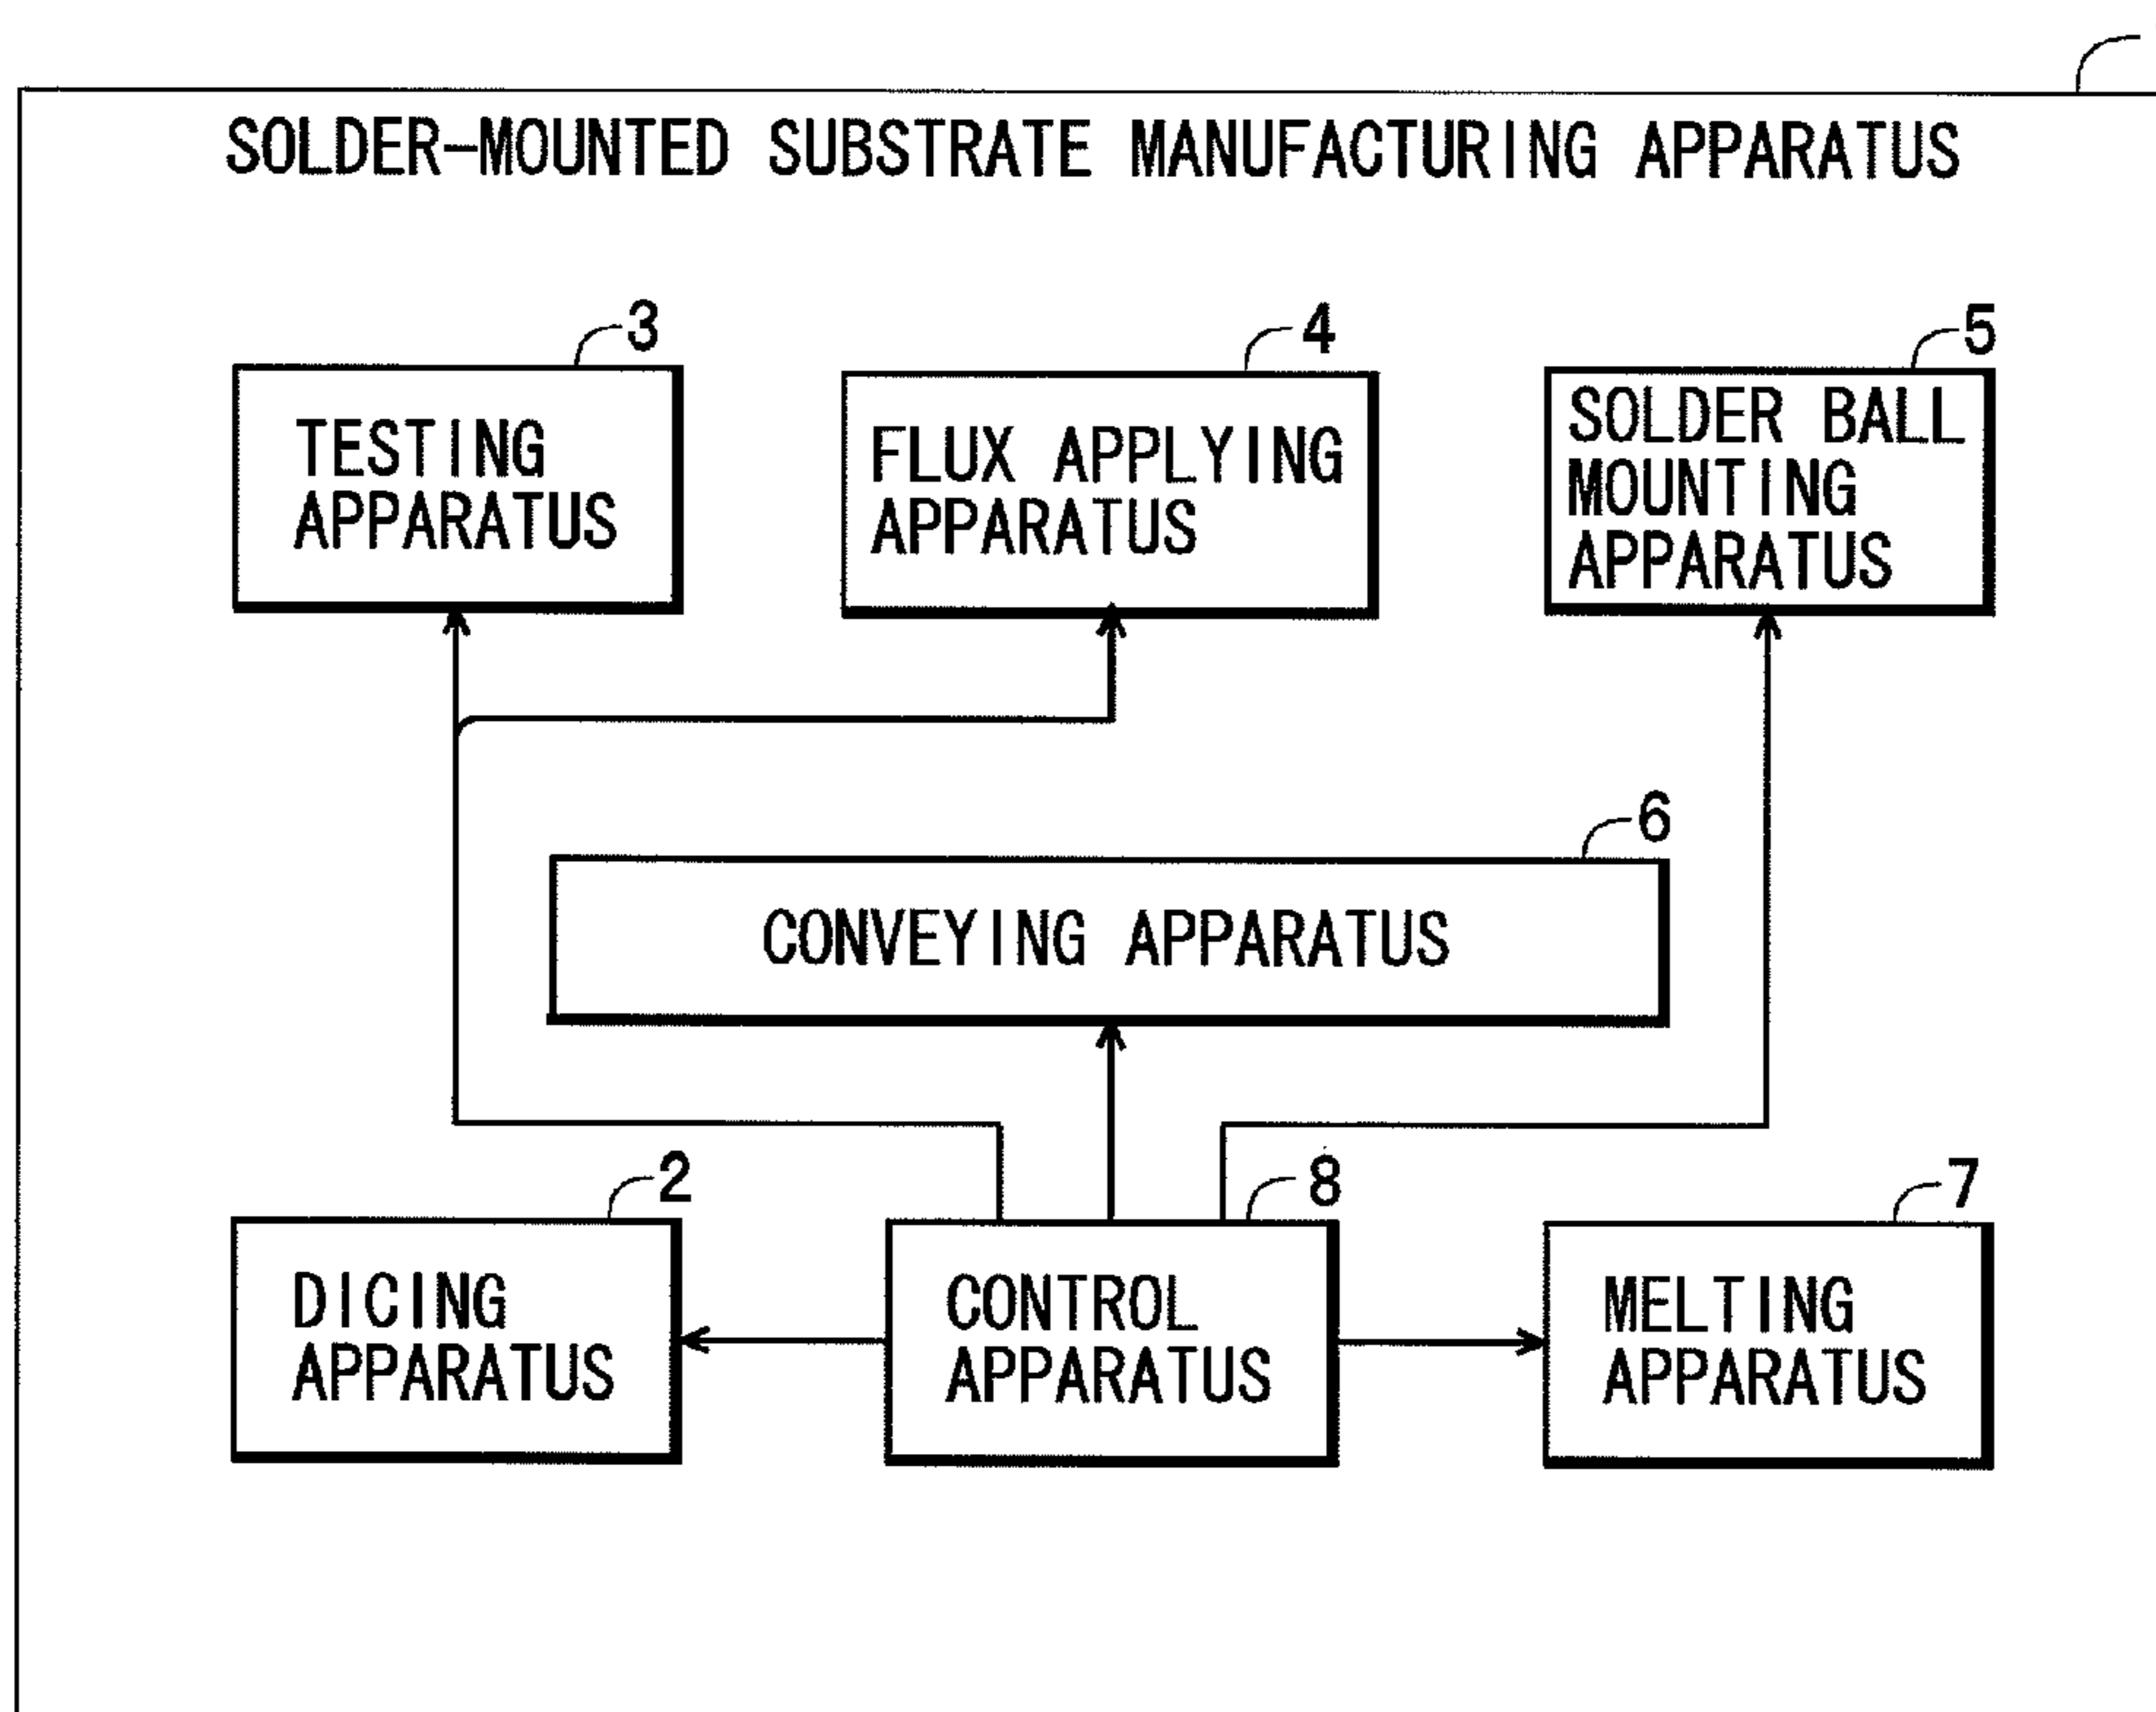 SOLDER-MOUNTED SUBSTRATE MANUFACTURING APPARATUS
3
TESTING
APPARATUS
4
FLUX APPLYING
APPARATUS
5
SOLDER BALL
MOUNTING
APPARATUS
6
CONVEYING APPARATUS
2
DICING
APPARATUS
8
CONTROL
APPARATUS
7
MELTING
APPARATUS